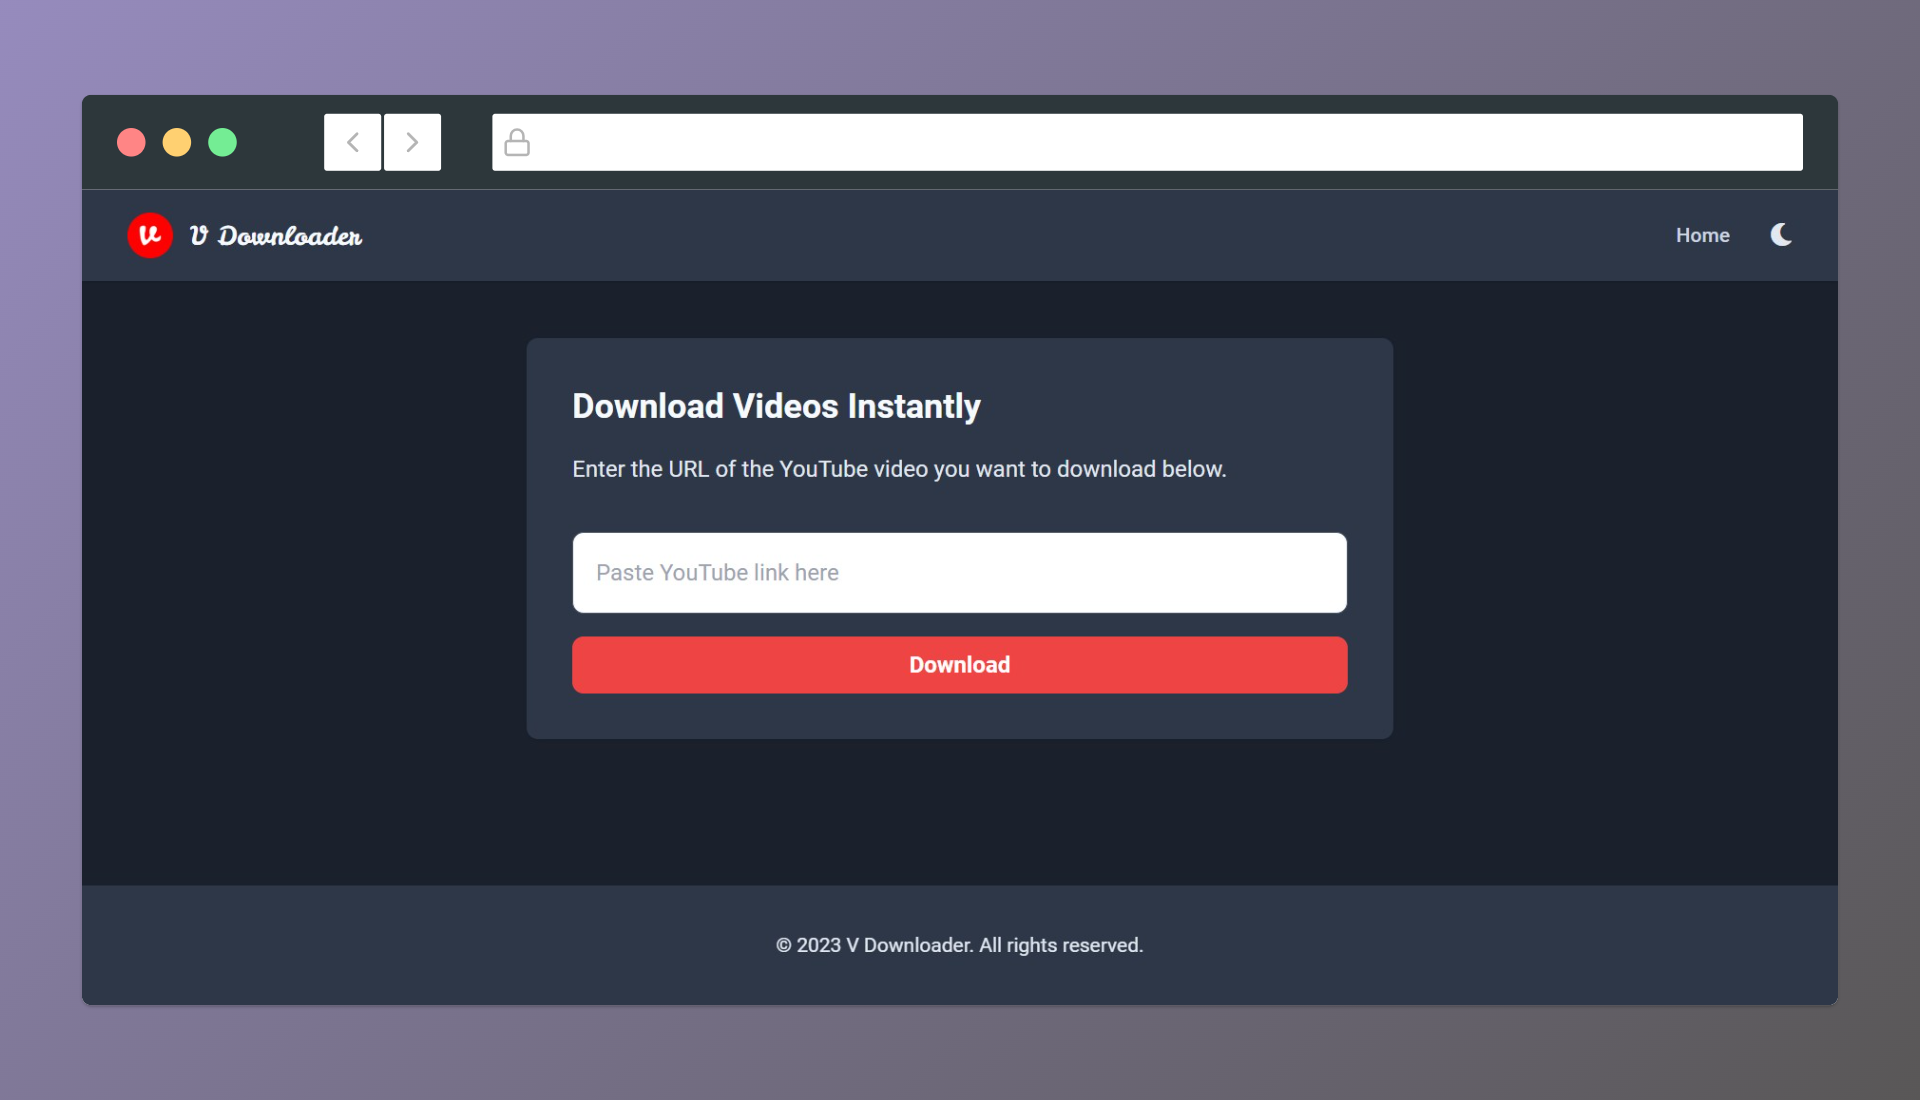 V
V Downloader
Home
Download Videos Instantly
Enter the URL of the YouTube video you want to download below.
Paste YouTube link here
Download
© 2023 V Downloader. All rights reserved.